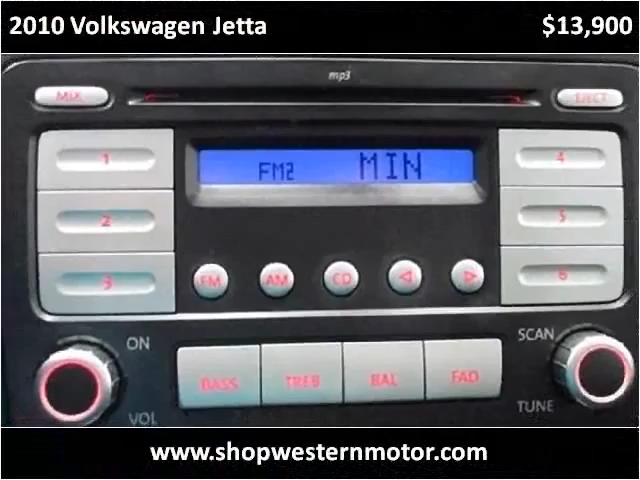 2010 Volkswagen Jetta $13,900
mp3
MIX EJECT
1 4
FM2 MIN
2 5
3 6
FM AM CD
ON SCAN
BASS TREB BAL FAD
VOL TUNE
www.shopwesternmotor.com